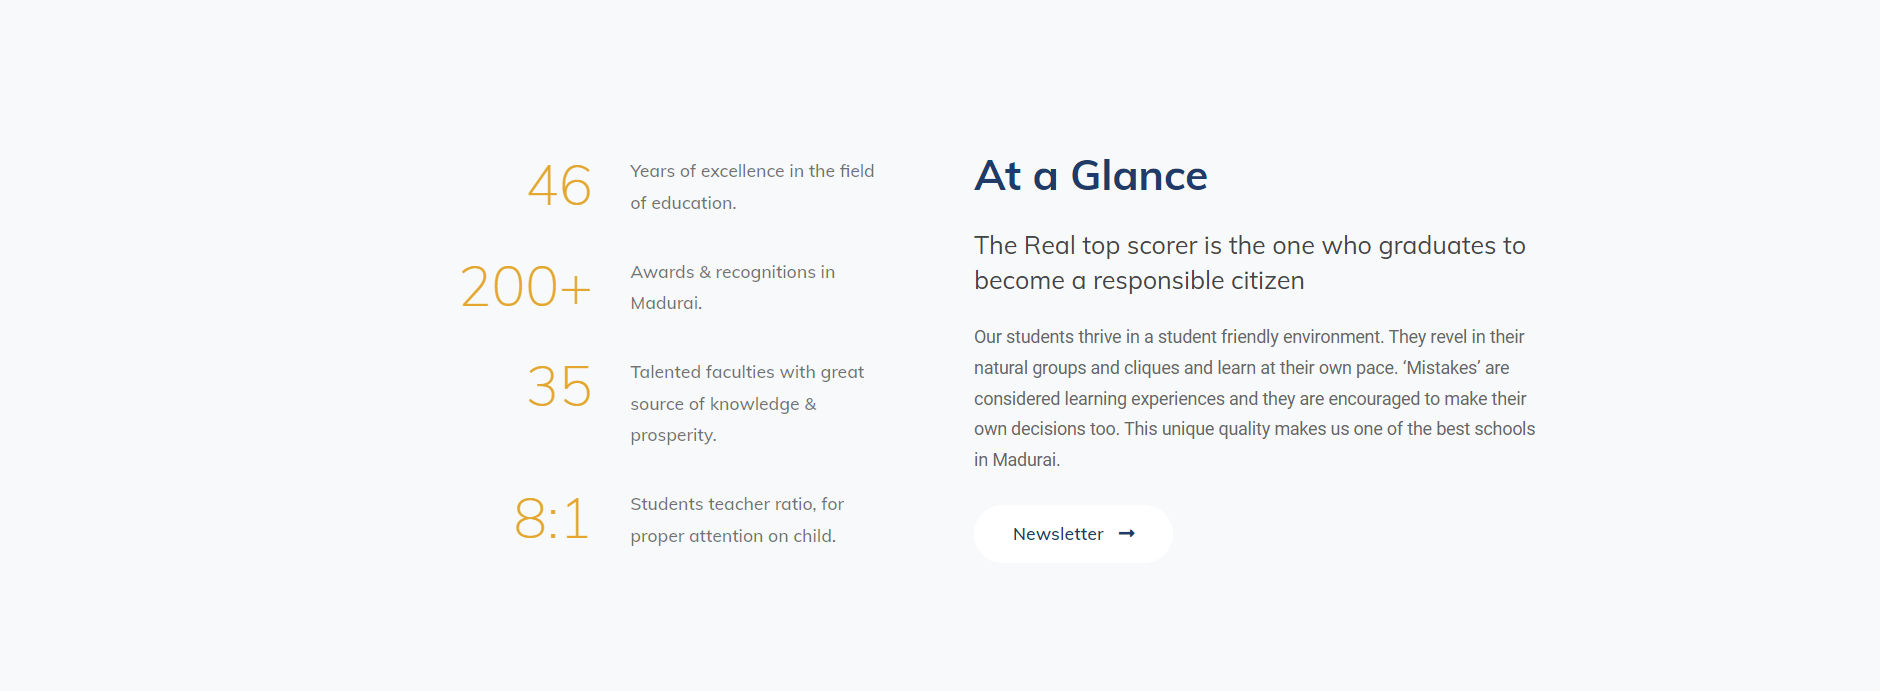 46
Years of excellence in the field
of education.
200+
Awards & recognitions in
Madurai.
35
Talented faculties with great
source of knowledge &
prosperity.
8:1
Students teacher ratio, for
proper attention on child.
At a Glance
The Real top scorer is the one who graduates to
become a responsible citizen
Our students thrive in a student friendly environment. They revel in their
natural groups and cliques and learn at their own pace. ‘Mistakes’ are
considered learning experiences and they are encouraged to make their
own decisions too. This unique quality makes us one of the best schools
in Madurai.
Newsletter